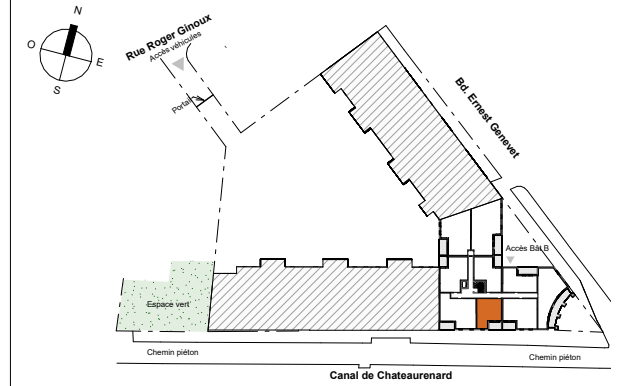 N
O
E
S
Rue Roger Ginoux
Accès véhicules
Portail
Bd. Ernest Genevet
Accès Bât B
Espace vert
Chemin piéton
Chemin piéton
Canal de Chateaurenard